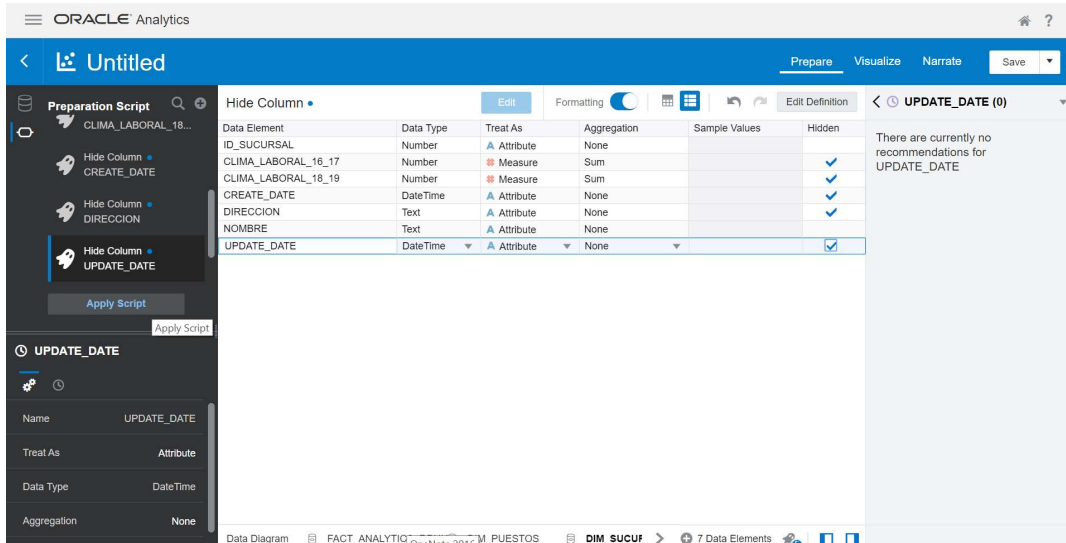 ORACLE Analytics
?
Untitled
Prepare Visualize Narrate Save
Preparation Script
CLIMA_LABORAL_18...
Hide Column
CREATE_DATE
Hide Column
DIRECCION
Hide Column
UPDATE_DATE
Apply Script
Apply Script
UPDATE_DATE
Name UPDATE_DATE
Treat As Attribute
Data Type DateTime
Aggregation None
Hide Column Edit Formatting Edit Definition
Data Element Data Type Treat As Aggregation Sample Values Hidden
ID_SUCURSAL Number A Attribute None
CLIMA_LABORAL_16_17 Number # Measure Sum
CLIMA_LABORAL_18_19 Number # Measure Sum
CREATE_DATE DateTime A Attribute None
DIRECCION Text A Attribute None
NOMBRE Text A Attribute None
UPDATE_DATE DateTime A Attribute None
UPDATE_DATE (0)
There are currently no
recommendations for
UPDATE_DATE
Data Diagram FACT_ANALYTIC PUESTOS DIM_SUCUF 7 Data Elements